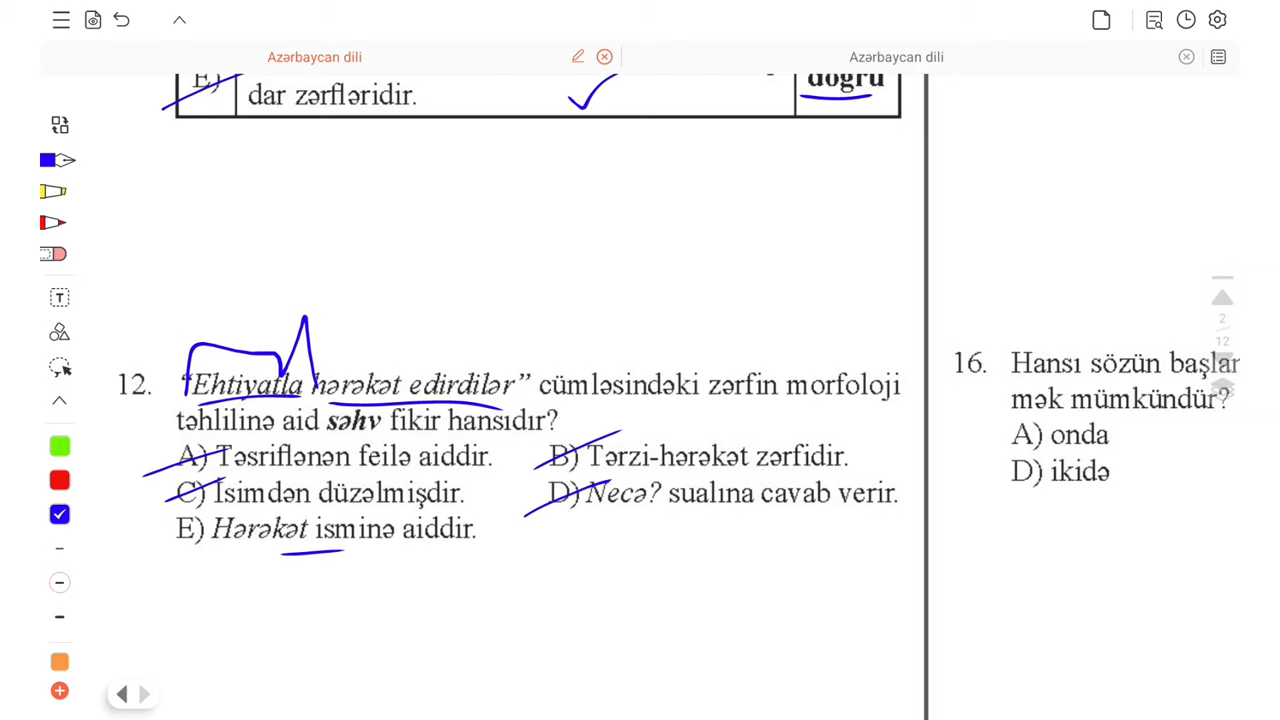 Azərbaycan dili
Azərbaycan dili
E)
doğru
dar zərfləridir.
12. “Ehtiyatla hərəkət edirdilər” cümləsindəki zərfin morfoloji
təhlilinə aid səhv fikir hansıdır?
A) Təsriflənən feilə aiddir.
B) Tərzi-hərəkət zərfidir.
C) İsimdən düzəlmişdir.
D) Necə? sualına cavab verir.
E) Hərəkət isminə aiddir.
16. Hansı sözün başlan
mək mümkündür?
A) onda
D) ikidə
2
12
T